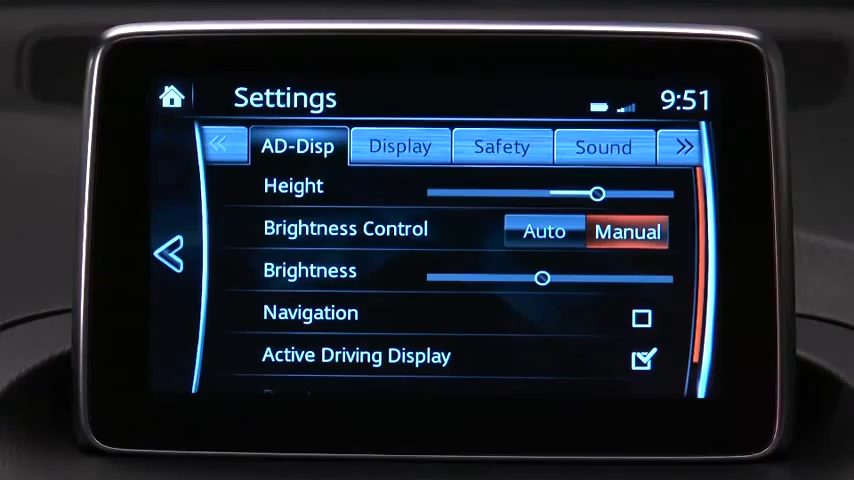 Settings 9:51
AD-Disp Display Safety Sound
Height
Brightness Control Auto Manual
Brightness
Navigation
Active Driving Display